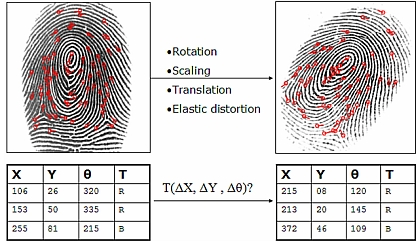 •Rotation
•Scaling
•Translation
•Elastic distortion
X Y θ T
106 26 320 R
153 50 335 R
255 81 215 B
T(ΔX, ΔY , Δθ)?
X Y θ T
215 08 120 R
213 20 145 R
372 46 109 B